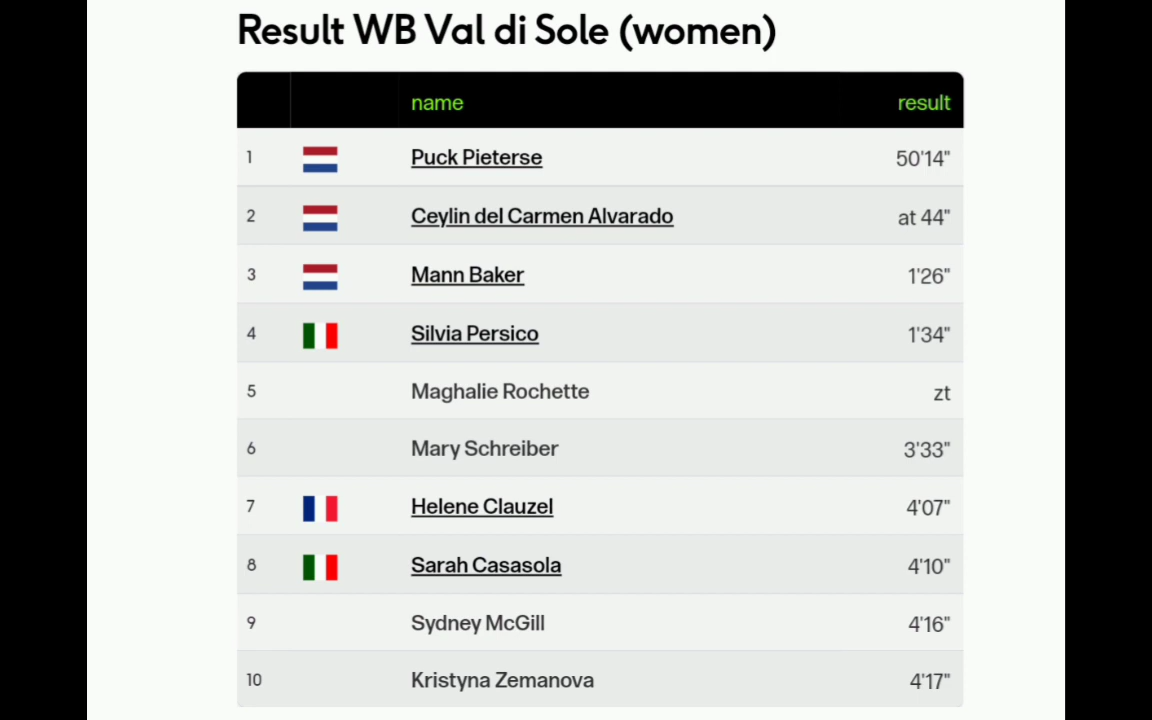 Result WB Val di Sole (women)
name result
1 Puck Pieterse 50'14"
2 Ceylin del Carmen Alvarado at 44"
3 Mann Baker 1'26"
4 Silvia Persico 1'34"
5 Maghalie Rochette zt
6 Mary Schreiber 3'33"
7 Helene Clauzel 4'07"
8 Sarah Casasola 4'10"
9 Sydney McGill 4'16"
10 Kristyna Zemanova 4'17"